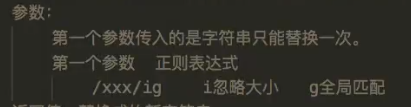 参数:
第一个参数传入的是字符串只能替换一次。
第一个参数 正则表达式
/xxx/ig i忽略大小 g全局匹配